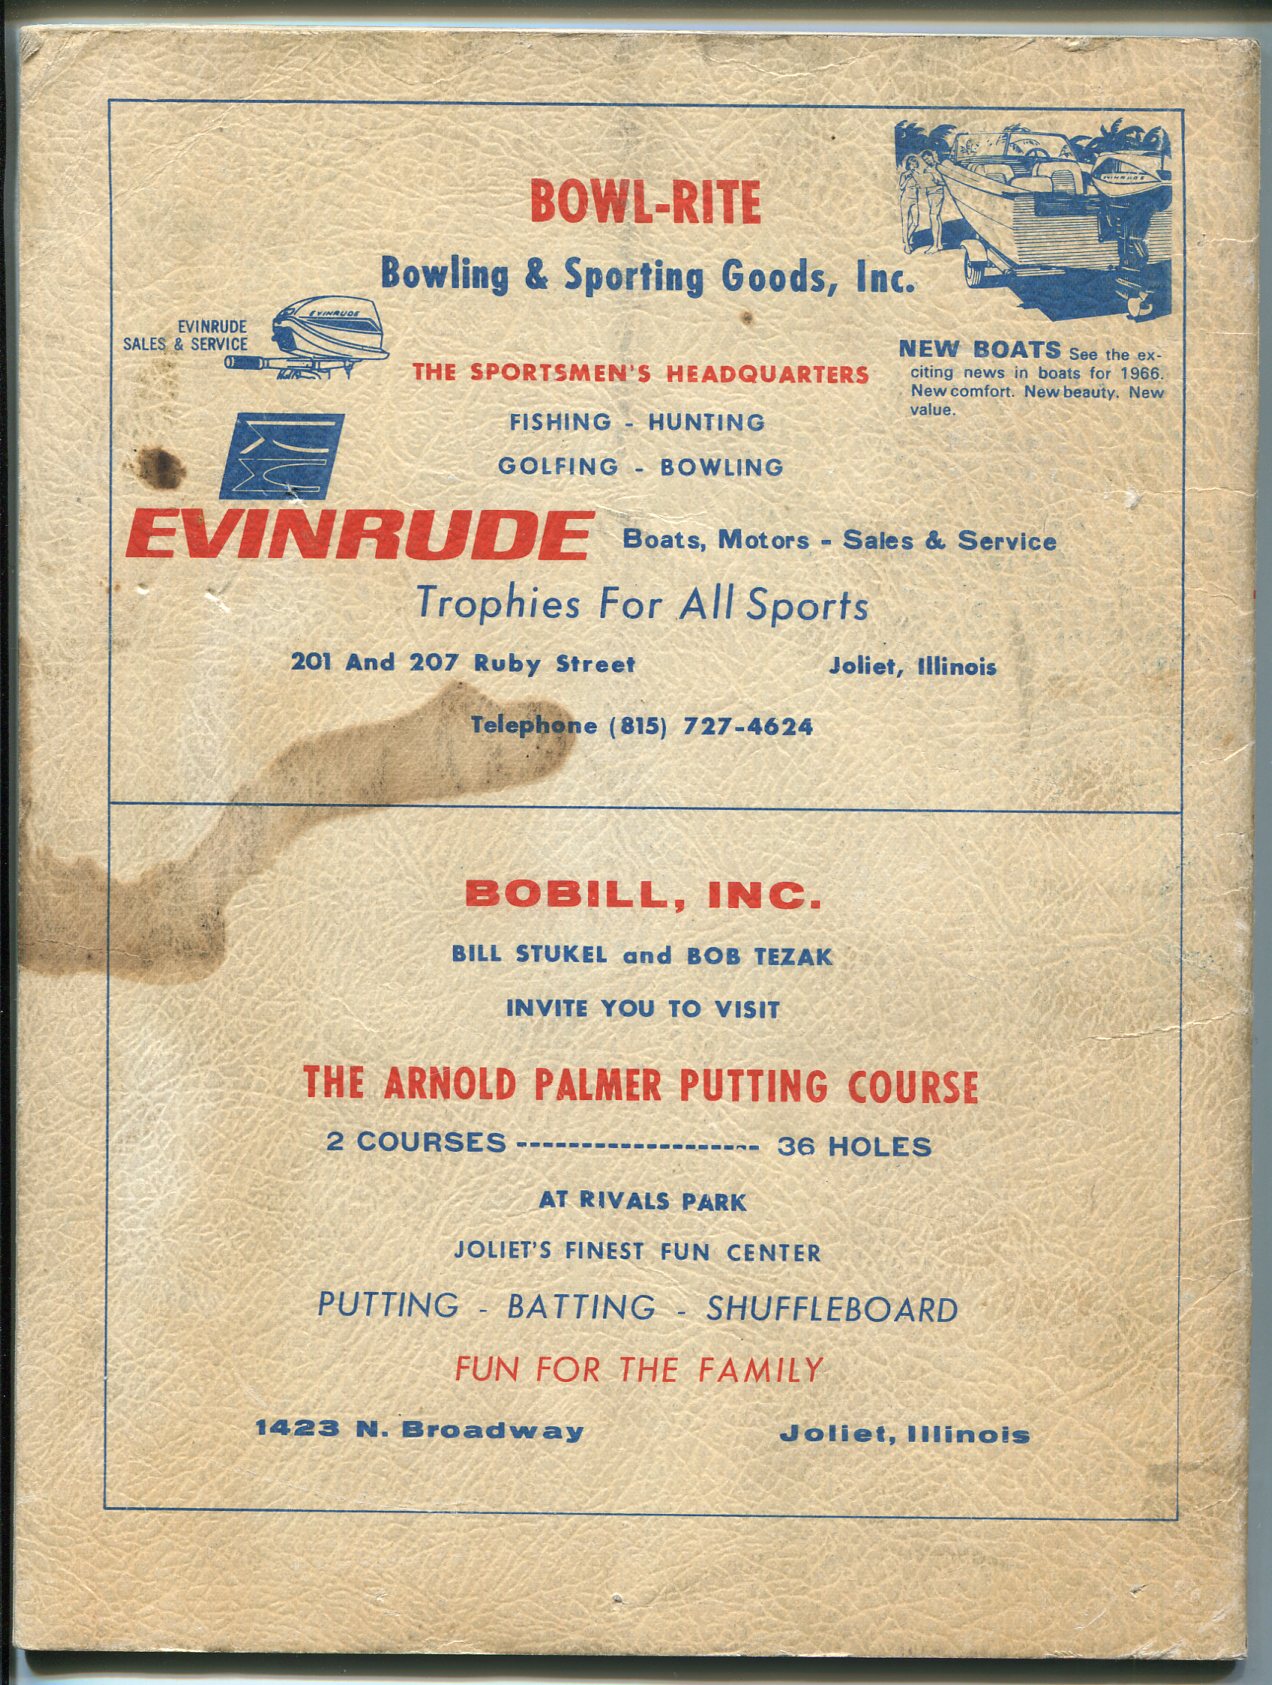 BOWL-RITE
Bowling & Sporting Goods, Inc.
EVINRUDE
EVINRUDE
SALES & SERVICE
EVINRUDE
NEW BOATS See the ex-
citing news in boats for 1966.
New comfort. New beauty. New
value.
THE SPORTSMEN'S HEADQUARTERS
FISHING - HUNTING
GOLFING - BOWLING
EVINRUDE Boats, Motors - Sales & Service
Trophies For All Sports
201 And 207 Ruby Street Joliet, Illinois
Telephone (815) 727-4624
BOBILL, INC.
BILL STUKEL and BOB TEZAK
INVITE YOU TO VISIT
THE ARNOLD PALMER PUTTING COURSE
2 COURSES ------------------- 36 HOLES
AT RIVALS PARK
JOLIET'S FINEST FUN CENTER
PUTTING - BATTING - SHUFFLEBOARD
FUN FOR THE FAMILY
1423 N. Broadway Joliet, Illinois